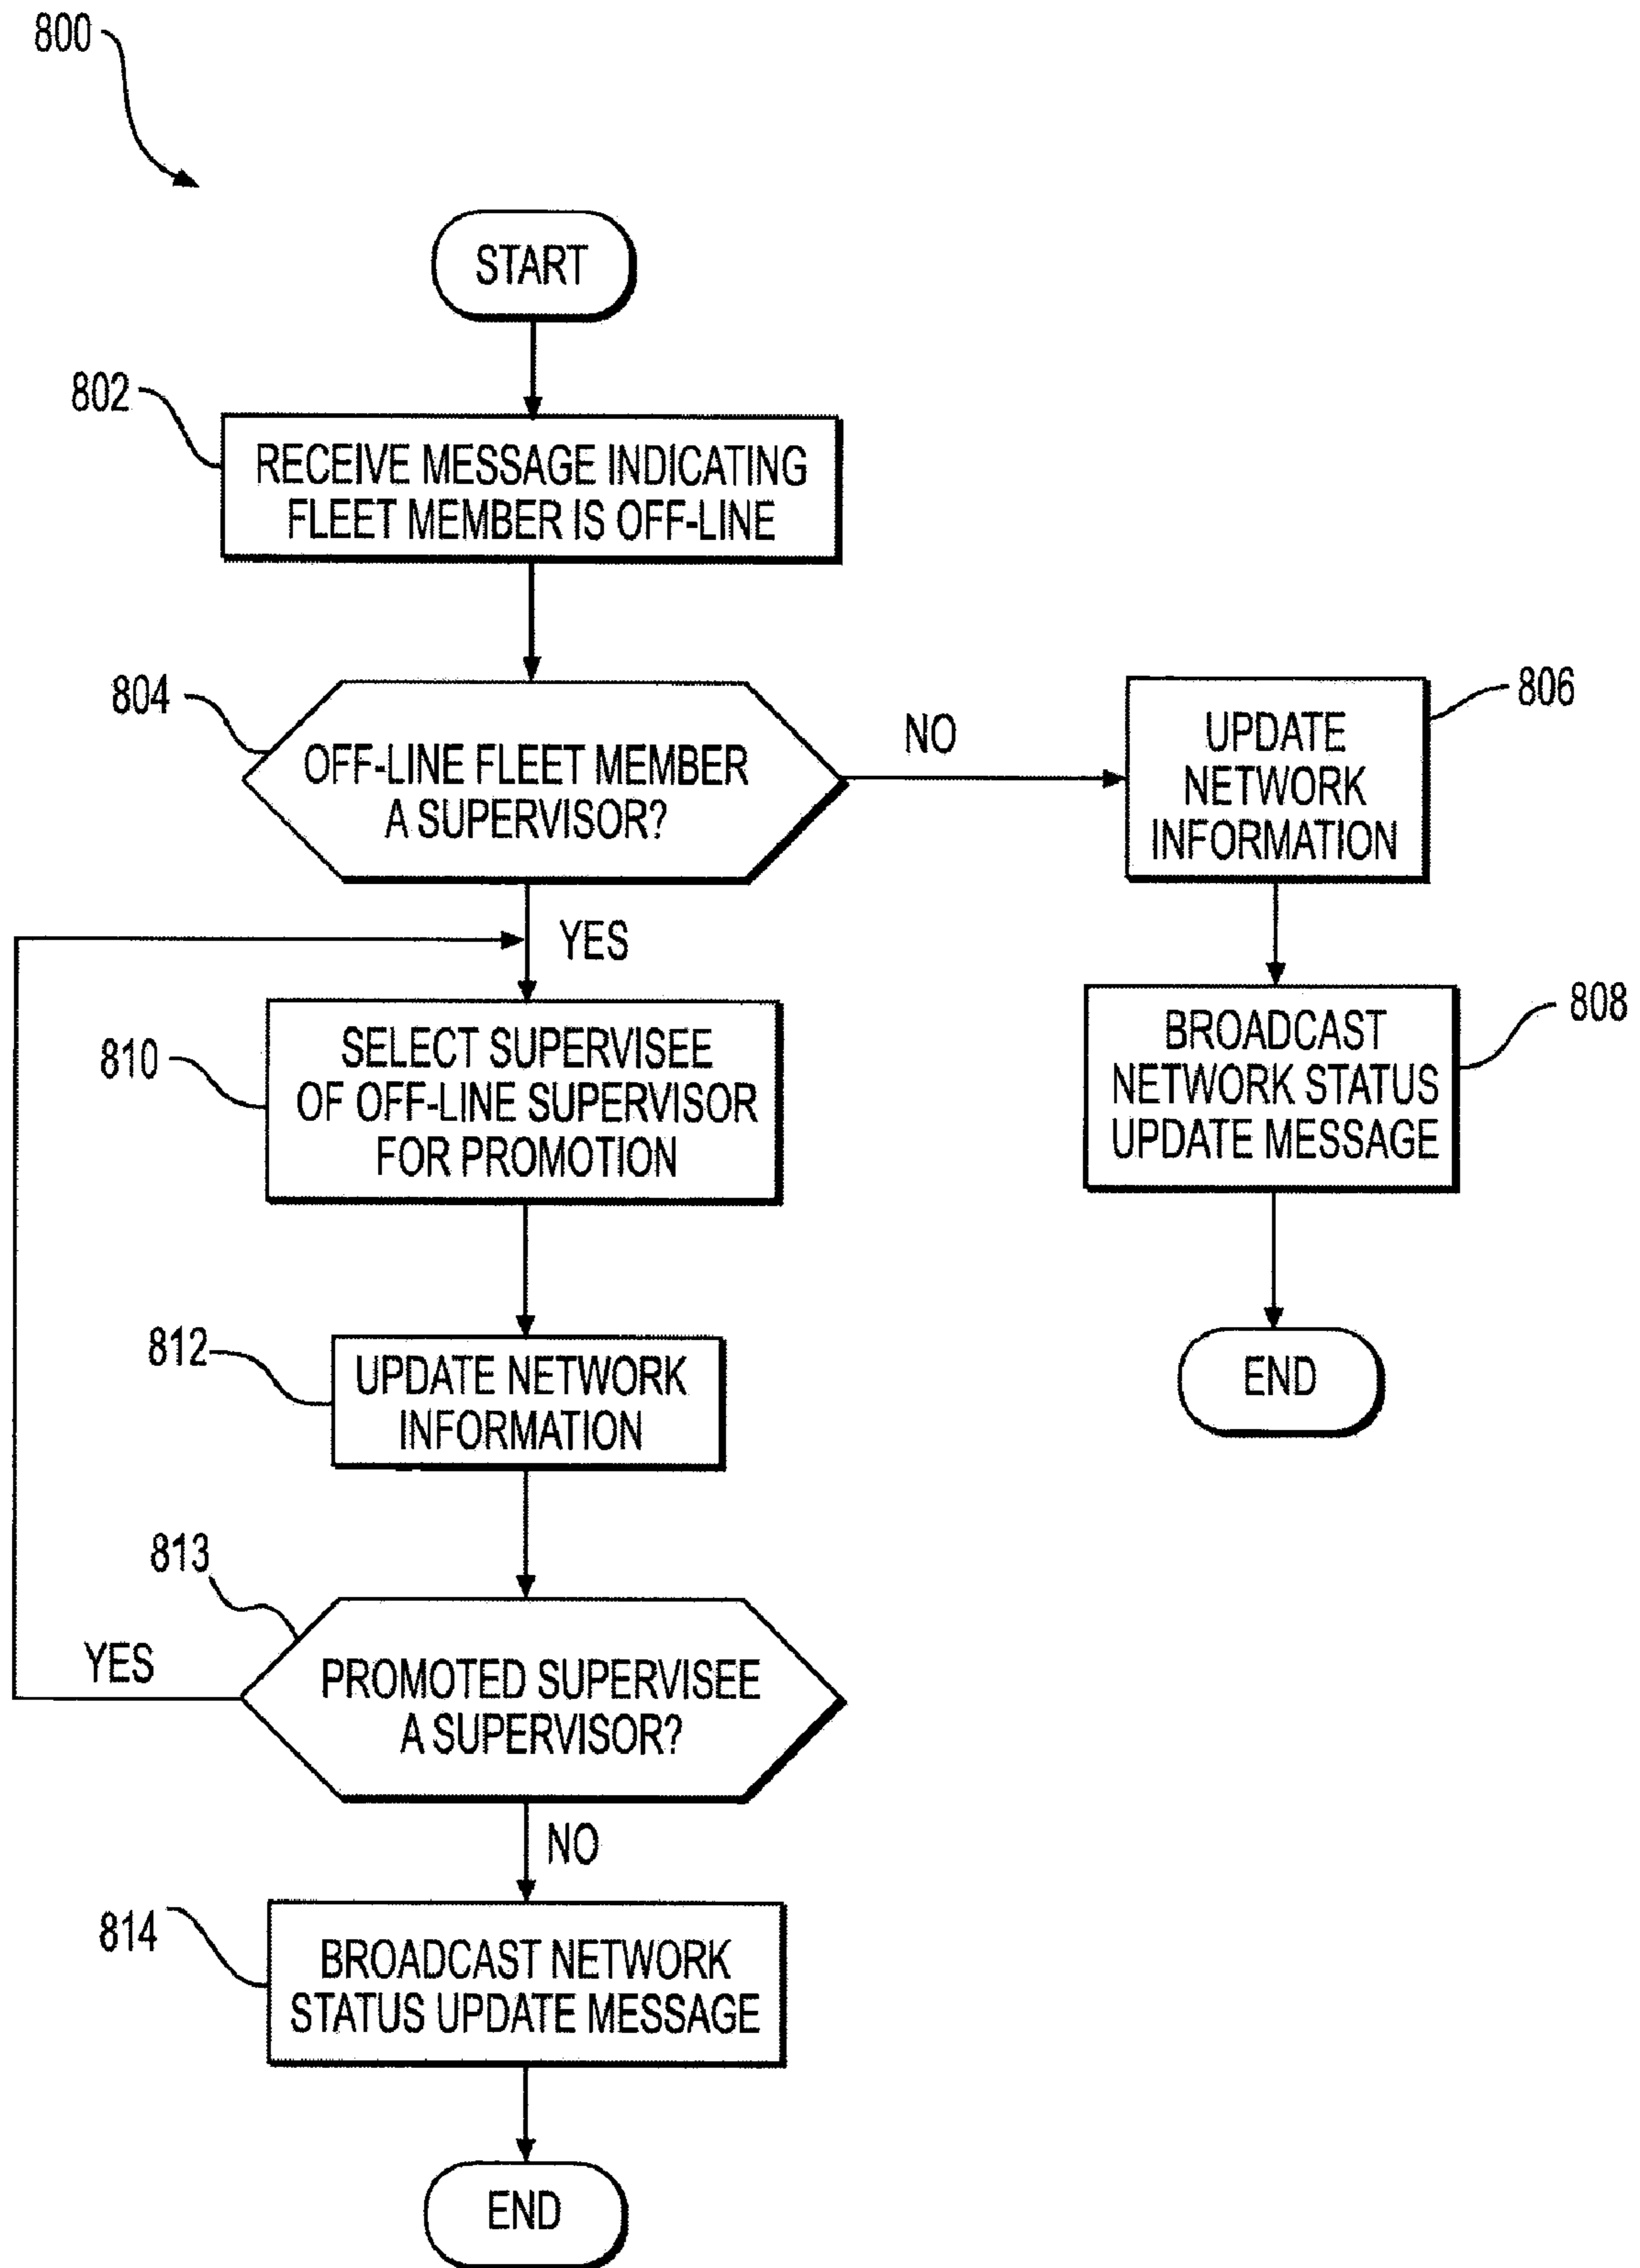 800
START
802
RECEIVE MESSAGE INDICATING
FLEET MEMBER IS OFF-LINE
804
OFF-LINE FLEET MEMBER
A SUPERVISOR?
NO
806
UPDATE
NETWORK
INFORMATION
YES
808
BROADCAST
NETWORK STATUS
UPDATE MESSAGE
END
810
SELECT SUPERVISEE
OF OFF-LINE SUPERVISOR
FOR PROMOTION
812
UPDATE NETWORK
INFORMATION
813
YES
PROMOTED SUPERVISEE
A SUPERVISOR?
NO
814
BROADCAST NETWORK
STATUS UPDATE MESSAGE
END